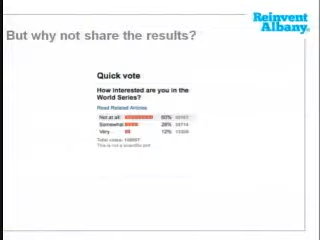 Reinvent
Albany.
But why not share the results?
Quick vote
How interested are you in the
World Series?
Read Related Articles
Not at all 60%
Somewhat 28%
Very 12%
Total votes:
This is not a scientific poll